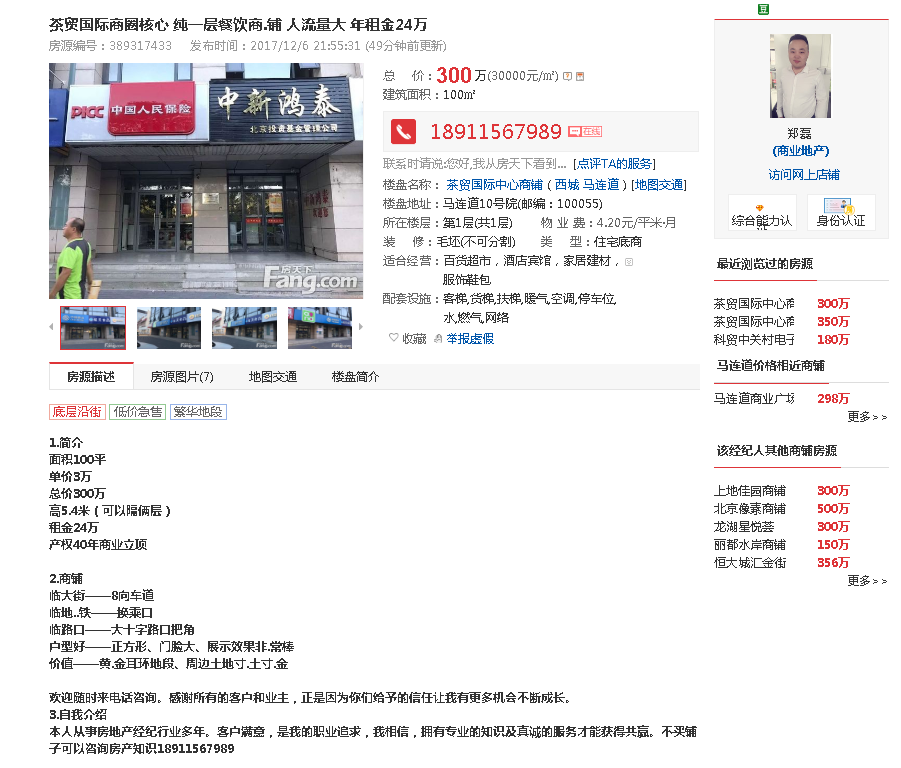 茶贸国际商圈核心 纯一层餐饮商.铺 人流量大 年租金24万
房源编号：389317433 发布时间：2017/12/6 21:55:31 (49分钟前更新)
PICC 中国人民保险
中新鸿泰
北京投资基金管理公司
房天下
Fang.com
总 价：300万(30000元/㎡)
建筑面积：100㎡
18911567989 在线
联系时请说:您好,我从房天下看到... [点评TA的服务]
楼盘名称： 茶贸国际中心商铺 ( 西城 马连道 ) [地图交通]
楼盘地址：马连道10号院(邮编：100055)
所在楼层：第1层(共1层) 物 业 费：4.20元/平米·月
装 修：毛坯(不可分割) 类 型：住宅底商
适合经营：百货超市，酒店宾馆，家居建材，
服饰鞋包
配套设施：客梯,货梯,扶梯,暖气,空调,停车位,
水,燃气,网络
收藏 举报虚假
房源描述 房源图片(7) 地图交通 楼盘简介
底层沿街 低价急售 繁华地段
1.简介
面积100平
单价3万
总价300万
高5.4米（可以隔俩层）
租金24万
产权40年商业立项
2.商铺
临大街——8向车道
临地..铁——换乘口
临路口——大十字路口把角
户型好——正方形、门脸大、展示效果非.常棒
价值——黄.金耳环地段、周边土地寸.土寸.金
欢迎随时来电话咨询。感谢所有的客户和业主，正是因为你们给予的信任让我有更多机会不断成长。
3.自我介绍
本人从事房地产经纪行业多年。客户满意，是我的职业追求，我相信，拥有专业的知识及真诚的服务才能获得共赢。不买铺
子可以咨询房产知识18911567989
豆
郑磊
(商业地产)
访问网上店铺
综合能力认 身份认证
最近浏览过的房源
茶贸国际中心商 300万
茶贸国际中心商 350万
科贸中关村电子 180万
马连道价格相近商铺
马连道商业广场 298万
更多>>
该经纪人其他商铺房源
上地佳园商铺 300万
北京像素商铺 500万
龙湖星悦荟 300万
丽都水岸商铺 150万
恒大城汇金街 356万
更多>>